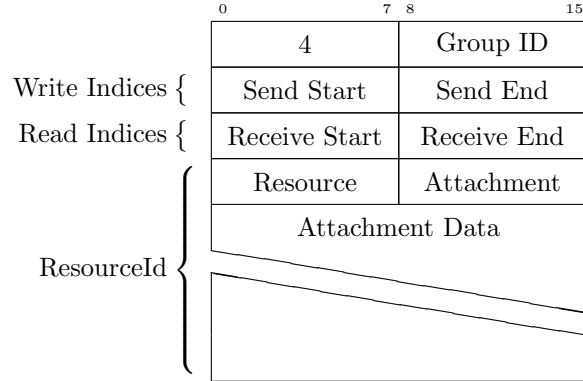 0 7 8 15
4 Group ID
Write Indices { Send Start Send End
Read Indices { Receive Start Receive End
Resource Attachment
Attachment Data
ResourceId {